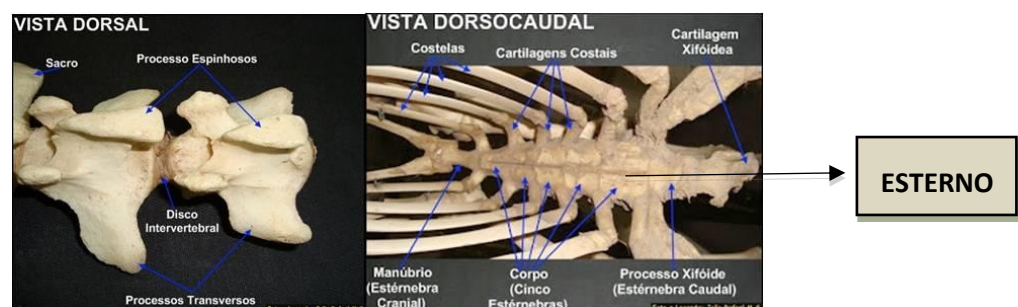 VISTA DORSAL
Sacro
Processo Espinhosos
Disco
Intervertebral
Processos Transversos
VISTA DORSOCAUDAL
Costelas
Cartilagens Costais
Cartilagem
Xifóidea
Manúbrio
(Estérnebra
Cranial)
Corpo
(Cinco
Estérnebras)
Processo Xifóide
(Estérnebra Caudal)
ESTERNO